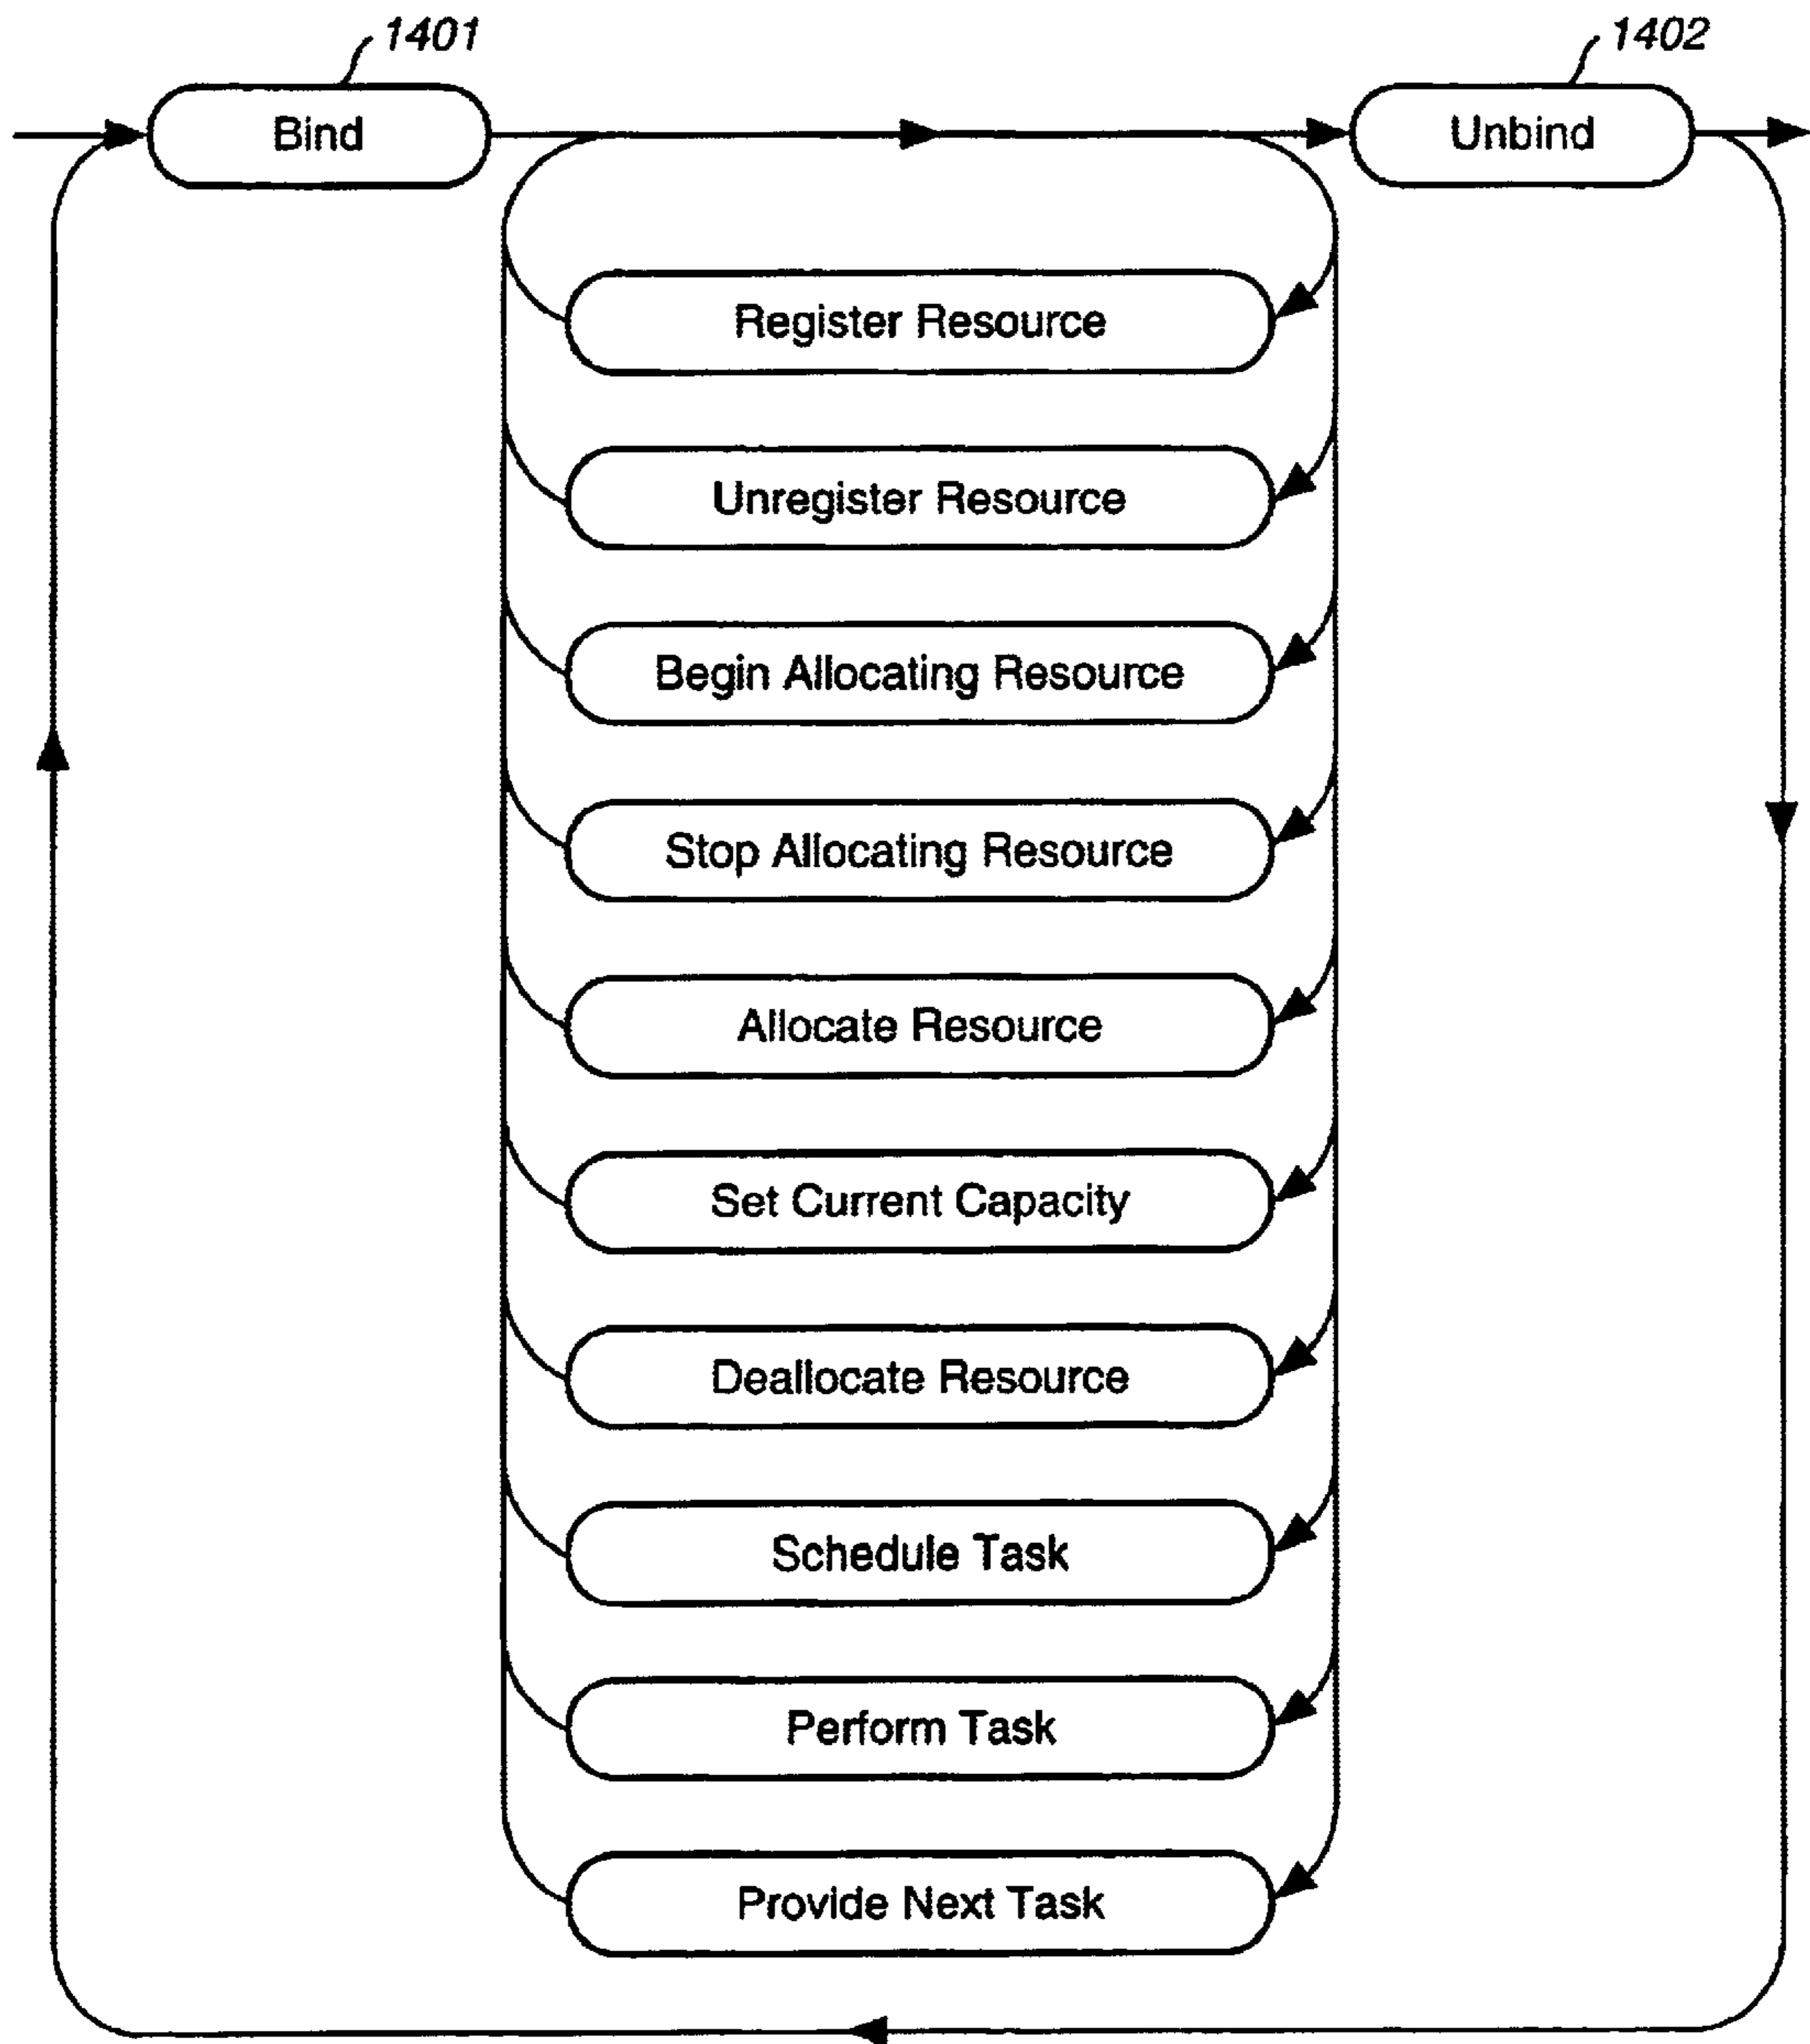 1401
1402
Bind
Unbind
Register Resource
Unregister Resource
Begin Allocating Resource
Stop Allocating Resource
Allocate Resource
Set Current Capacity
Deallocate Resource
Schedule Task
Perform Task
Provide Next Task